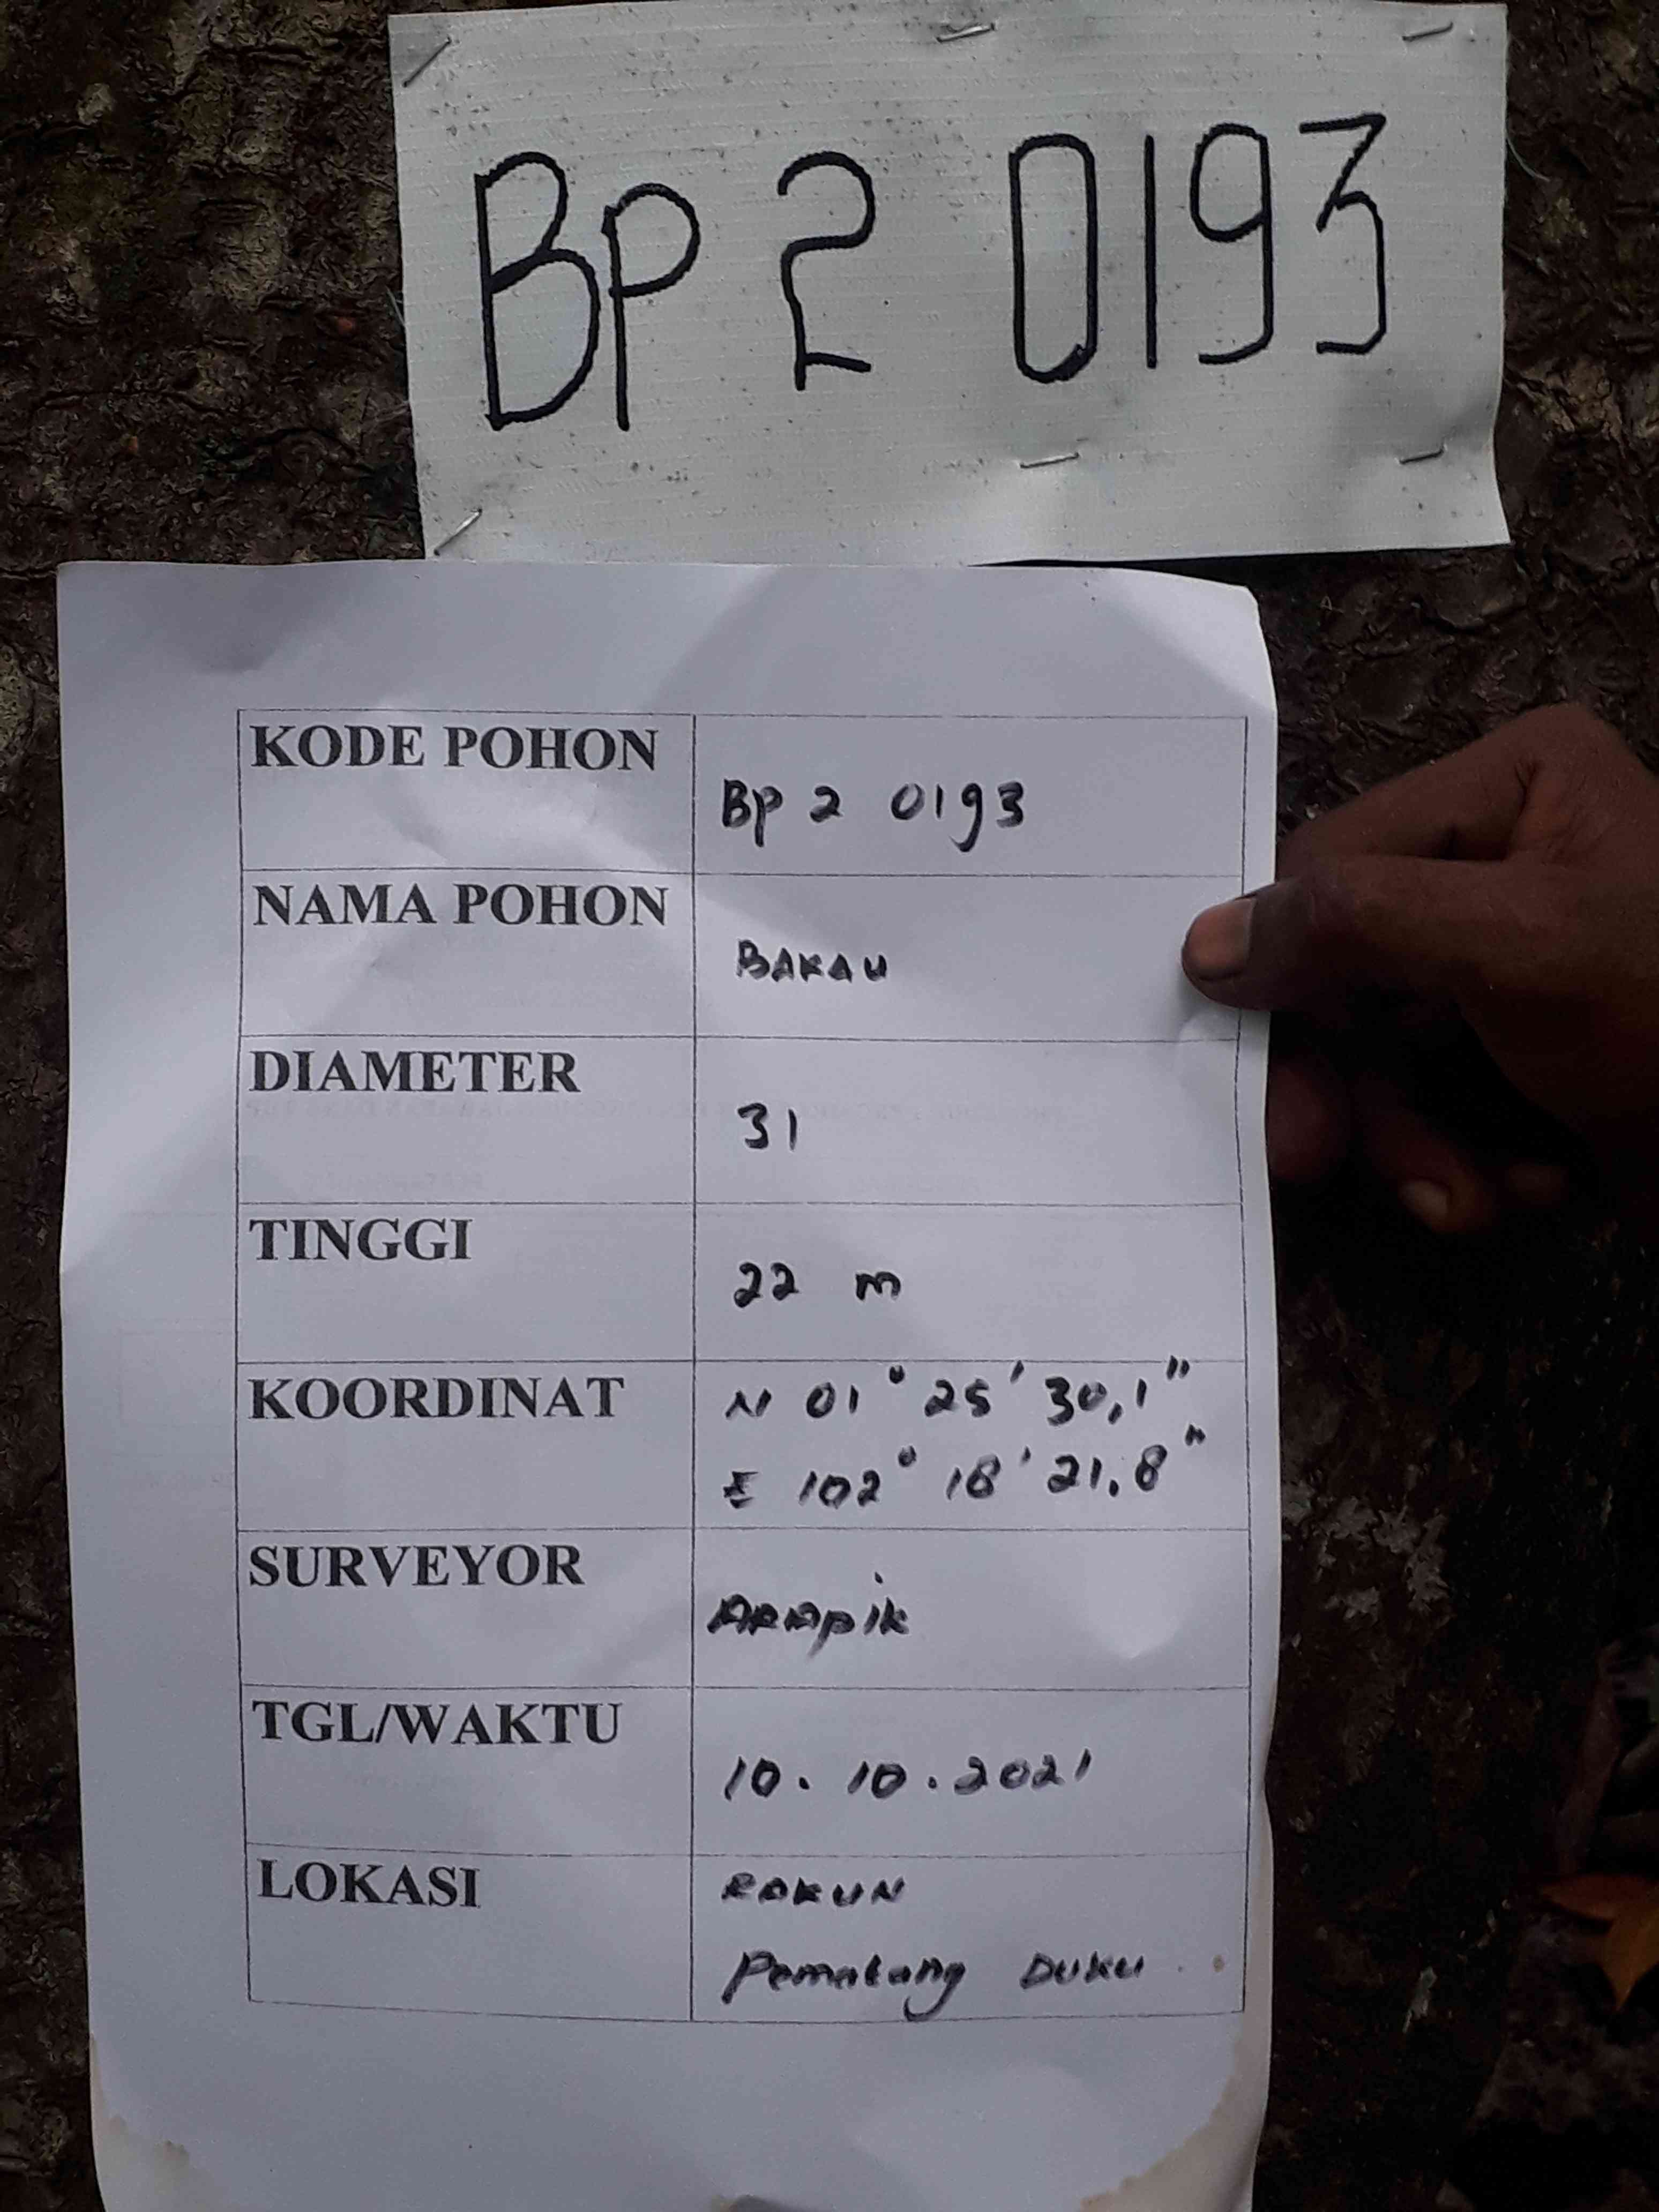 BP 2 0193
KODE POHON
Bp 2 0193
NAMA POHON
BAKAU
DIAMETER
31
TINGGI
22 m
KOORDINAT
N 01° 25' 30,1"
E 102° 18' 21.8"
SURVEYOR
ARApik
TGL/WAKTU
10. 10. 2021
LOKASI
RAKUN
Pematang DUKU